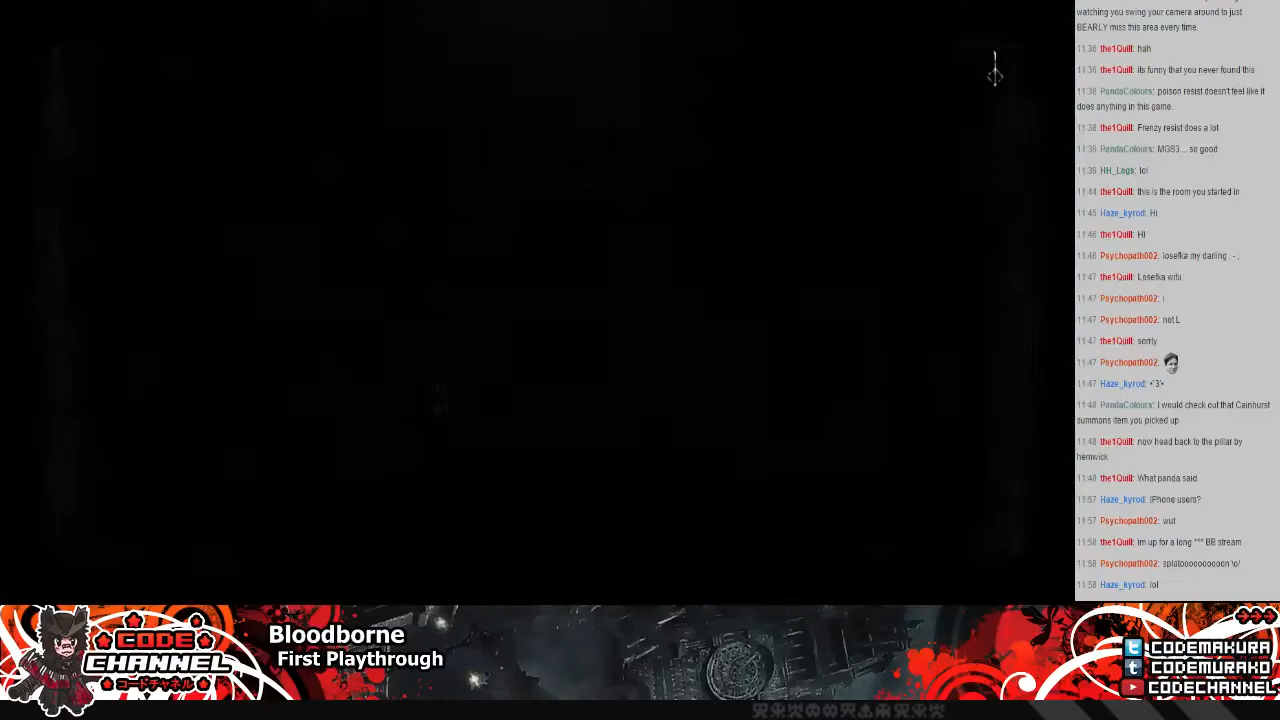 watching you swing your camera around to just
BEARLY miss this area every time.
11:36 the1Quill: hah
11:36 the1Quill: its funny that you never found this
11:38 PandaColours: poison resist doesn't feel like it
does anything in this game.
11:38 the1Quill: Frenzy resist does a lot
11:39 PandaColours: MGS3.... so good
11:39 HH_Legs: lol
11:44 the1Quill: this is the room you started in
11:45 Haze_kyrod: Hi
11:46 the1Quill: Hi
11:46 Psychopath002: Iosefka my darling ; - ;
11:47 the1Quill: Losefka wifu
11:47 Psychopath002: i
11:47 Psychopath002: not L
11:47 the1Quill: sorrly
11:47 Psychopath002:
11:47 Haze_kyrod: •`3'•
11:48 PandaColours: I would check out that Cainhurst
summons item you picked up
11:48 the1Quill: now head back to the pillar by
hemwick
11:48 the1Quill: What panda said
11:57 Haze_kyrod: IPhone users?
11:57 Psychopath002: wut
11:58 the1Quill: im up for a long *** BB stream
11:58 Psychopath002: splatoooooooooon \o/
11:58 Haze_kyrod: lol
CODE
CHANNEL
コードチャンネル
Bloodborne
First Playthrough
CODEMAKURA
CODEMURAKO
CODECHANNEL